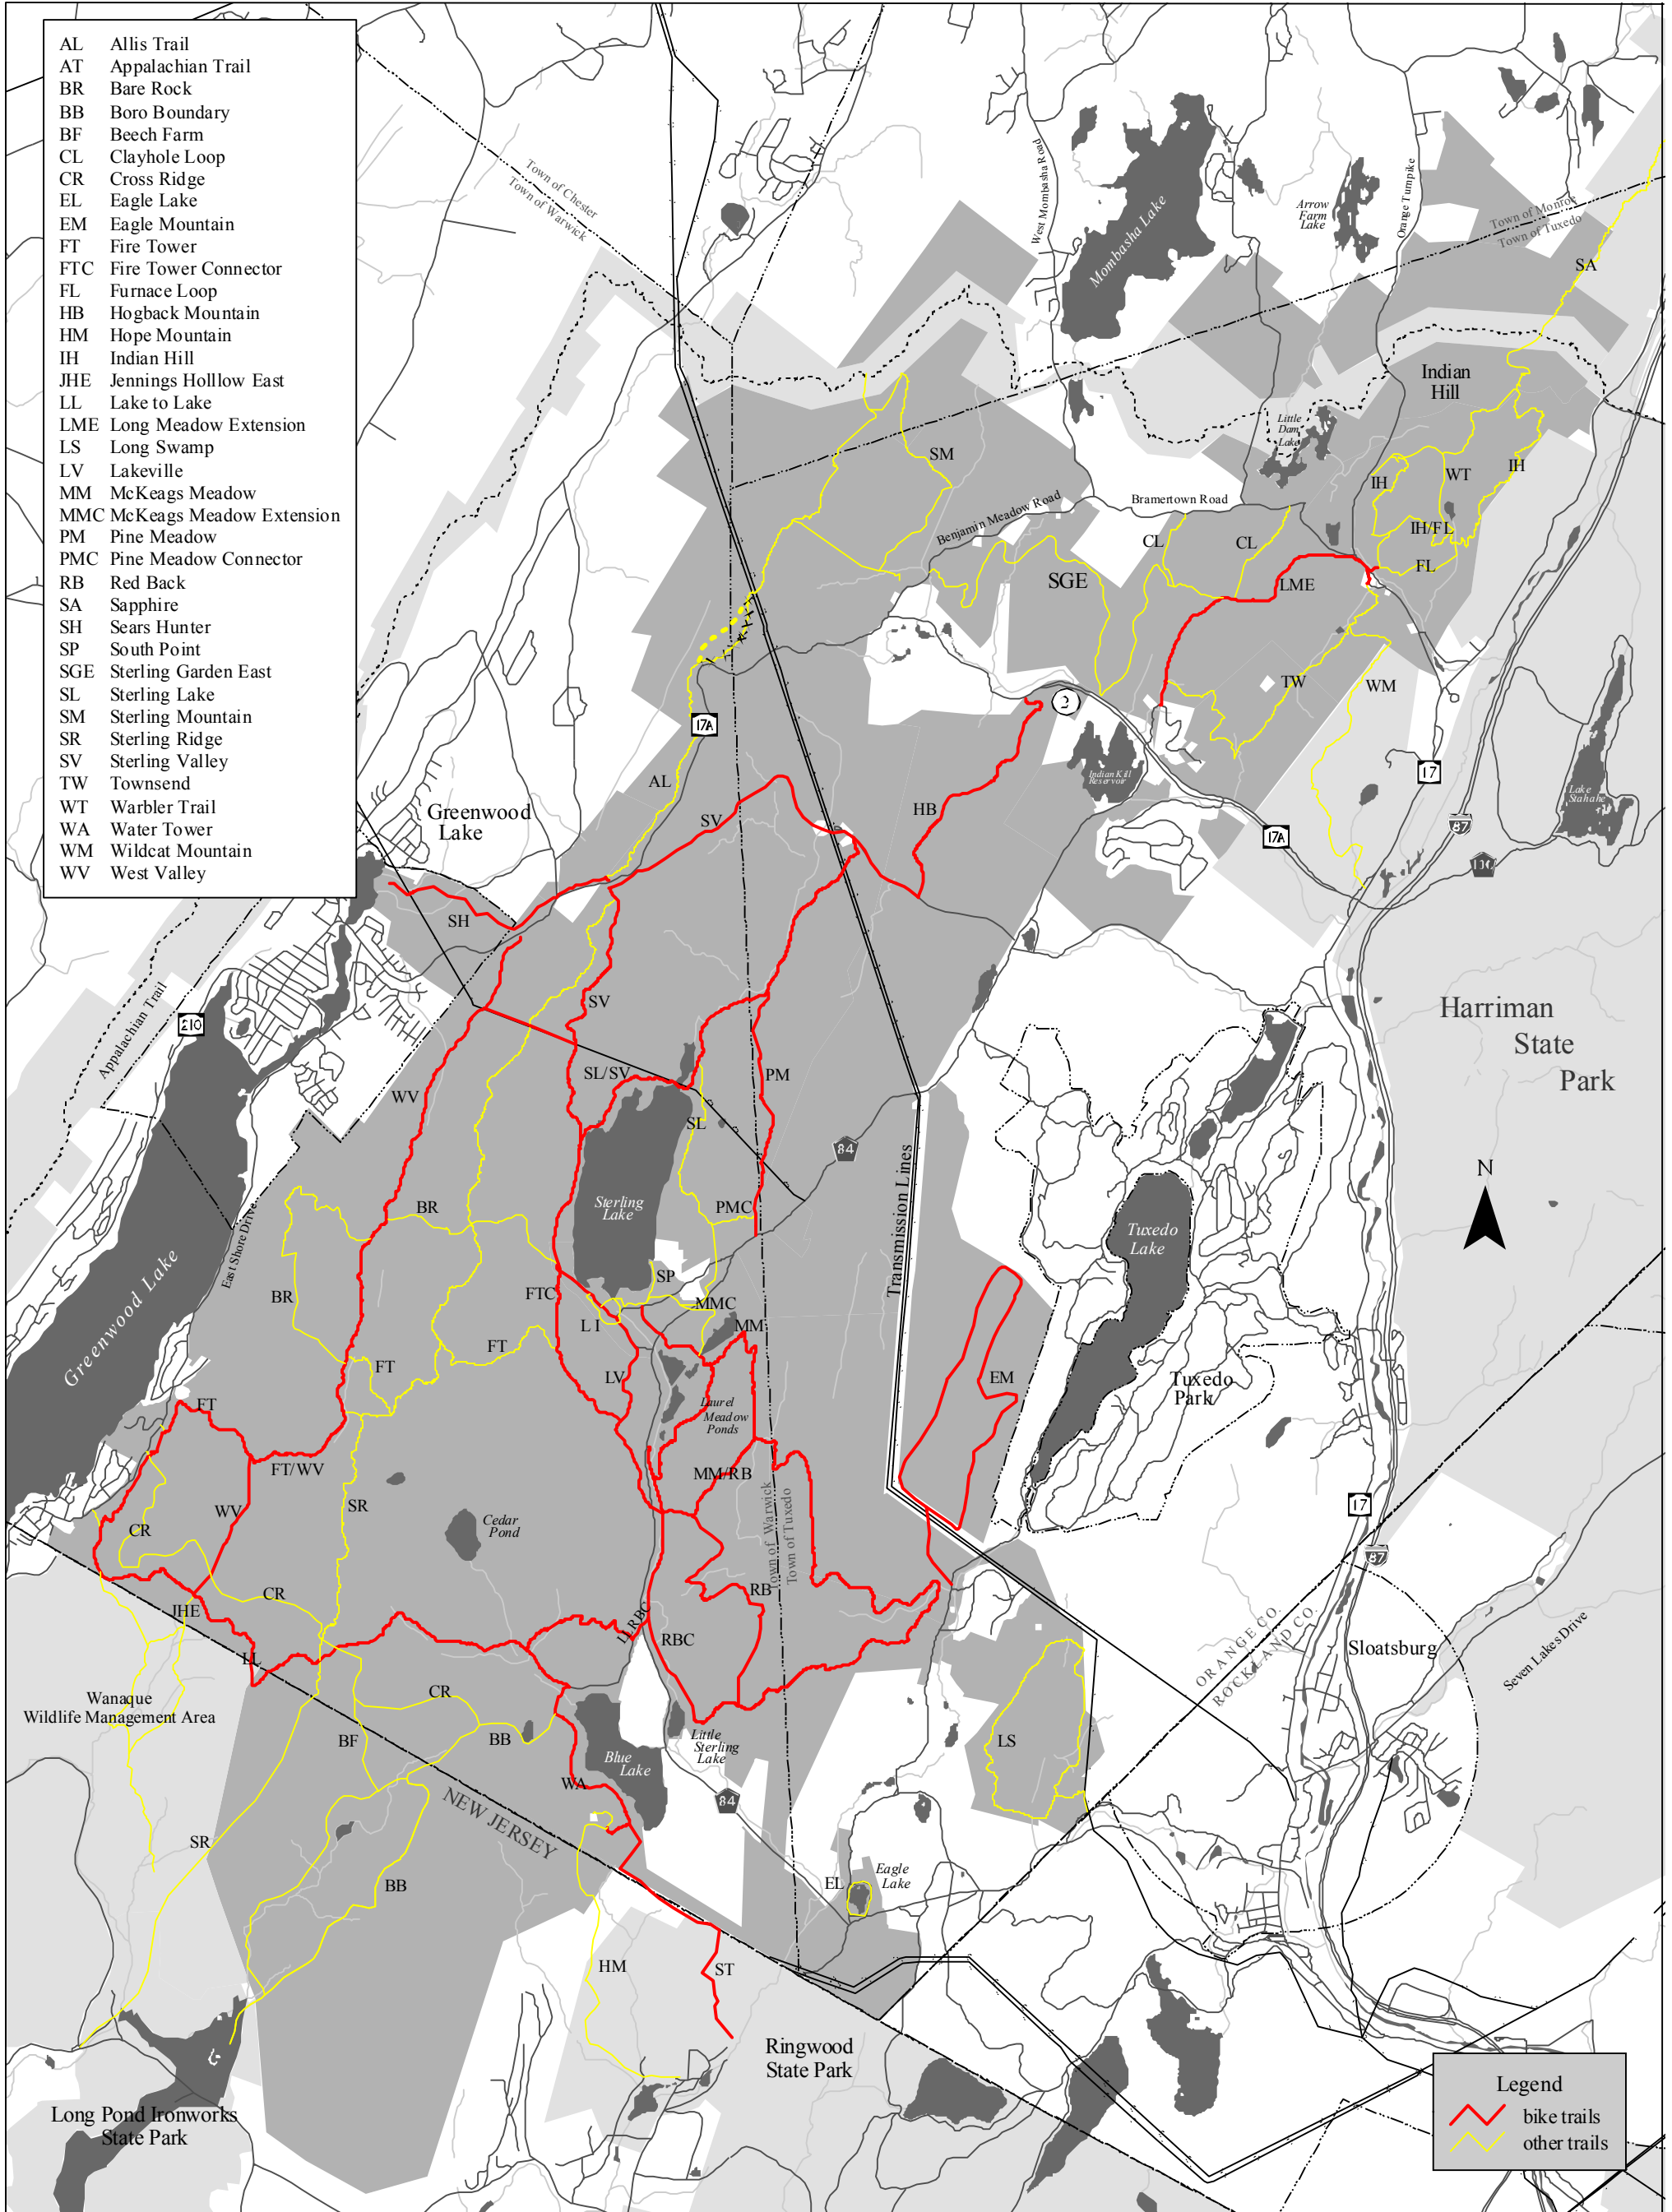 AL Allis Trail
AT Appalachian Trail
BR Bare Rock
BB Boro Boundary
BF Beech Farm
CL Clayhole Loop
CR Cross Ridge
EL Eagle Lake
EM Eagle Mountain
FT Fire Tower
FTC Fire Tower Connector
FL Furnace Loop
HB Hogback Mountain
HM Hope Mountain
IH Indian Hill
JHE Jennings Holllow East
LL Lake to Lake
LME Long Meadow Extension
LS Long Swamp
LV Lakeville
MM McKeags Meadow
MMC McKeags Meadow Extension
PM Pine Meadow
PMC Pine Meadow Connector
RB Red Back
SA Sapphire
SH Sears Hunter
SP South Point
SGE Sterling Garden East
SL Sterling Lake
SM Sterling Mountain
SR Sterling Ridge
SV Sterling Valley
TW Townsend
WT Warbler Trail
WA Water Tower
WM Wildcat Mountain
WV West Valley
Town of Chester
Town of Warwick
West Mombasha Road
Mombasha Lake
Arrow
Farm
Lake
Orange Turnpike
Town of Monroe
Town of Tuxedo
SA
Indian
Hill
Little
Dam
Lake
SM
IH
WT
IH
Benjamin Meadow Road
Bramertown Road
IH/FL
CL
CL
FL
SGE
LME
TW
WM
2
17A
Indian Kill
Reservoir
17
Lake
Stahahe
AL
SV
HB
87
17A
106
Greenwood
Lake
SH
SV
Appalachian Trail
210
Harriman
State
Park
SL/SV
PM
WV
SL
84
Transmission Lines
N
Sterling
Lake
PMC
BR
East Shore Drive
Tuxedo
Lake
Greenwood Lake
BR
FTC
SP
MMC
L I
MM
FT
FT
LV
EM
Tuxedo
Park
Laurel
Meadow
Ponds
FT
FT/WV
MM/RB
WV
SR
CR
Cedar
Pond
Town of Warwick
Town of Tuxedo
17
87
CR
RB
JHE
LLRBC
RBC
ORANGE CO.
ROCKLAND CO.
Sloatsburg
Seven Lakes Drive
LL
Wanaque
Wildlife Management Area
CR
BF
BB
Little
Sterling
Lake
LS
Blue
Lake
WA
84
NEW JERSEY
SR
BB
EL
Eagle
Lake
HM
ST
Ringwood
State Park
Long Pond Ironworks
State Park
Legend
bike trails
other trails